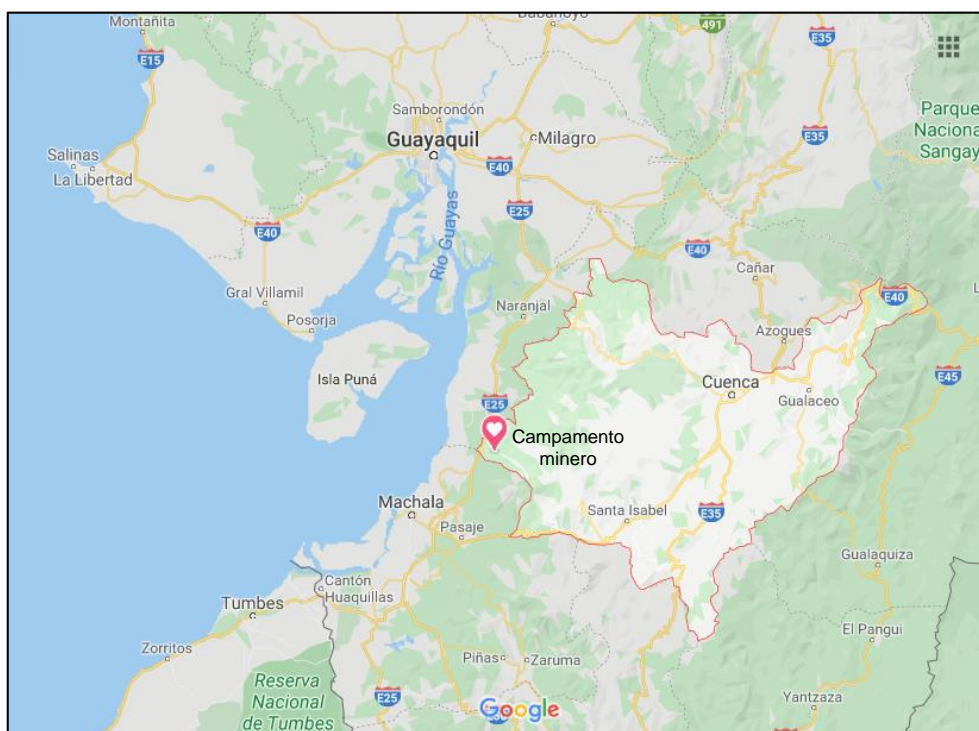 Montañita
Babahoyo
491
E35
E15
Samborondón
Parque
Nacional
Sangay
Guayaquil
Milagro
E35
Salinas
La Libertad
E40
E25
Río Guayas
E40
E40
Cañar
Gral Villamil
Naranjal
E40
Posorja
Azogues
Isla Puná
Cuenca
E45
Gualaceo
E25
Campamento
minero
Machala
Santa Isabel
E35
Pasaje
Gualaquiza
Cantón
Huaquillas
Tumbes
El Pangui
Zorritos
Piñas
Zaruma
Reserva
Nacional
de Tumbes
E25
Yantzaza
Google